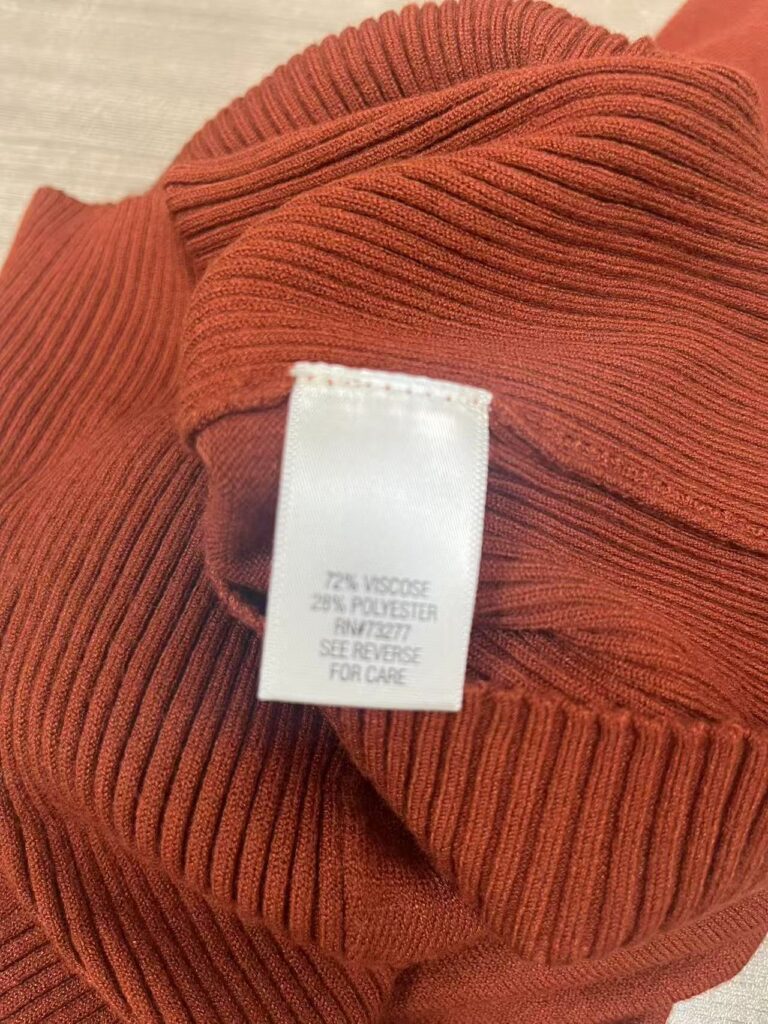 72% VISCOSE
28% POLYESTER
RN#73277
SEE REVERSE
FOR CARE